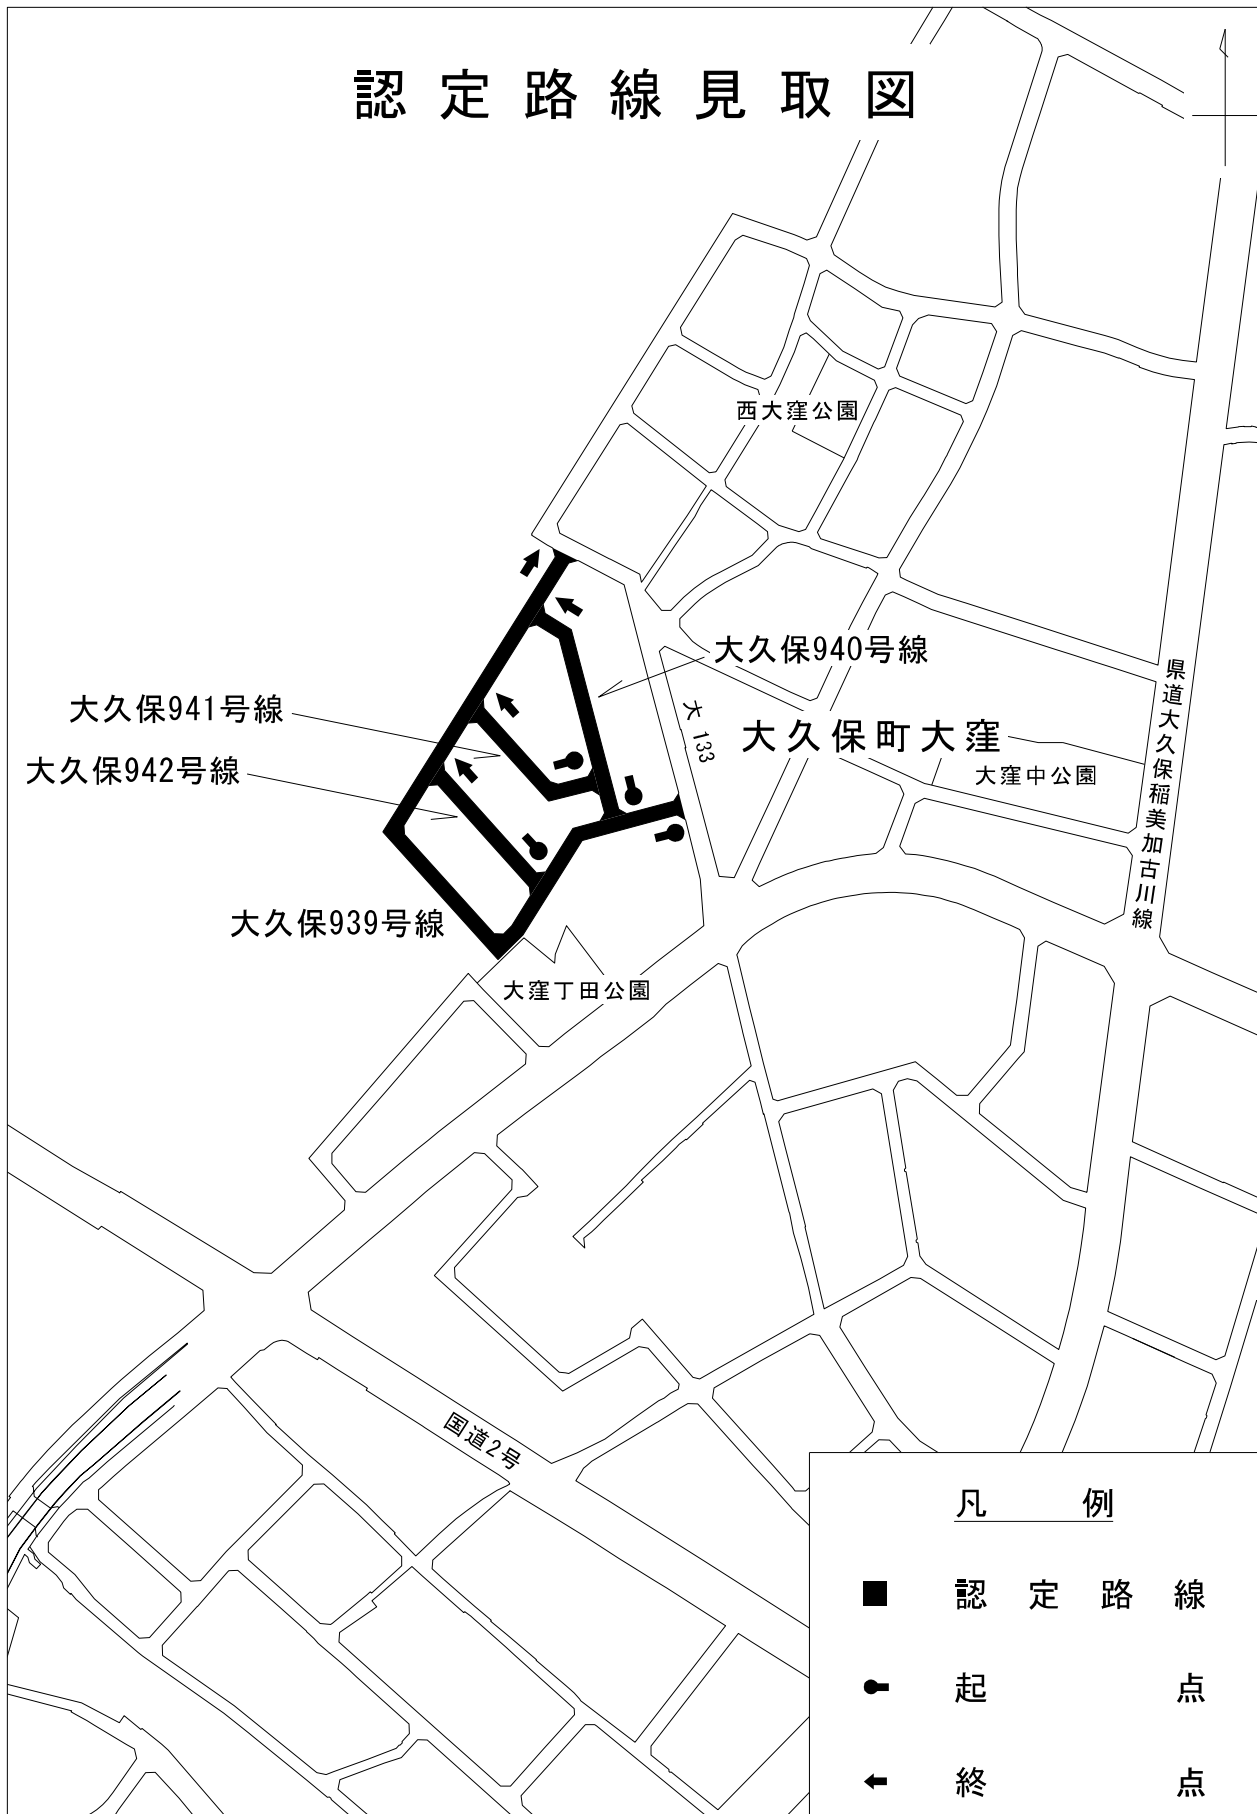 認定路線見取図
西大窪公園
大久保940号線
大久保941号線
大 133
大久保町大窪
県道大久保稲美加古川線
大久保942号線
大窪中公園
大久保939号線
大窪丁田公園
国道2号
凡例
認定路線
起点
終点